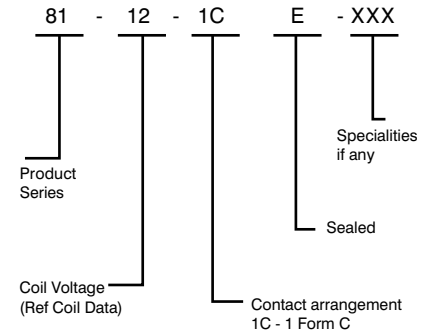 81 - 12 - 1C E - XXX
Specialities
if any
Product
Series
Sealed
Coil Voltage
(Ref Coil Data)
Contact arrangement
1C - 1 Form C